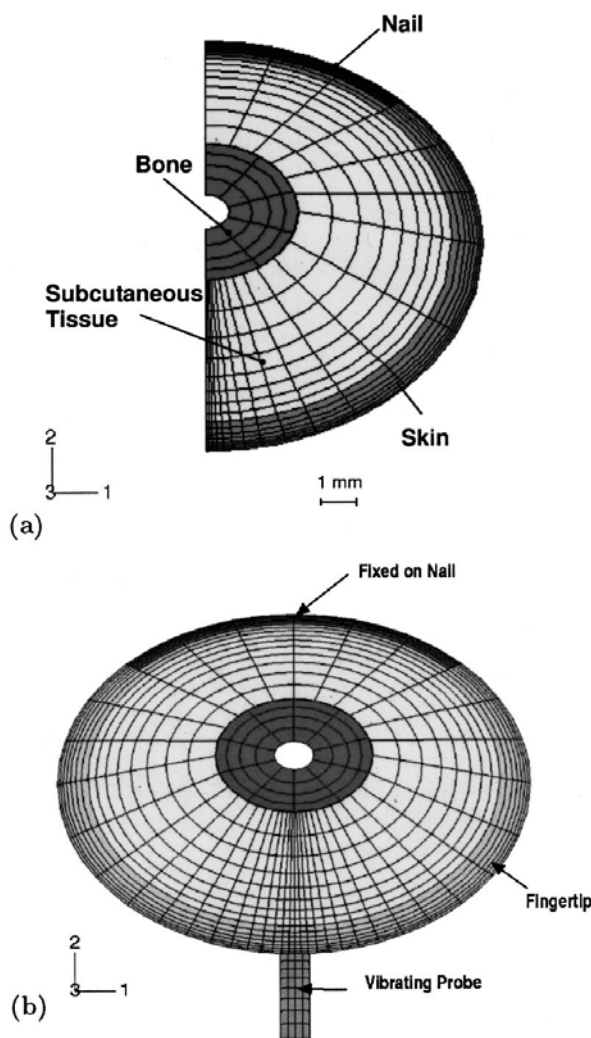 Nail
Bone
Subcutaneous
Tissue
Skin
2
3
1
1 mm
(a)
Fixed on Nail
Fingertip
2
3
1
Vibrating Probe
(b)